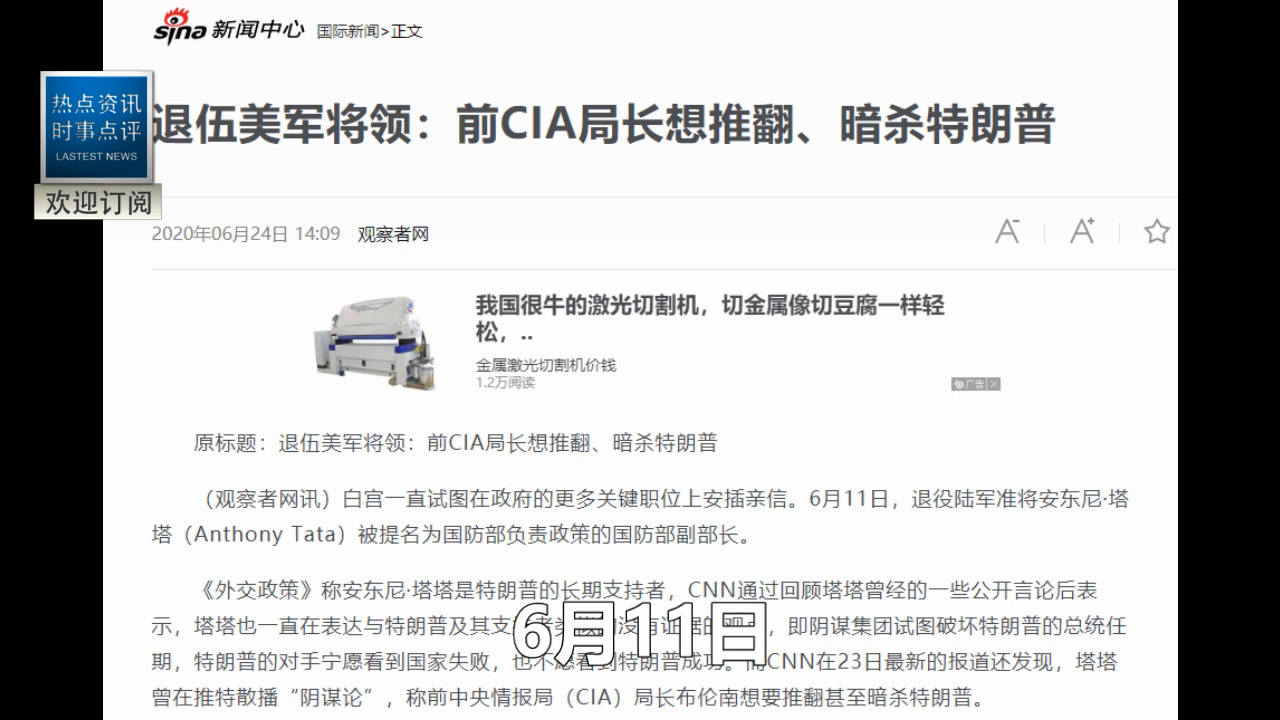 sina 新闻中心 国际新闻>正文
热点资讯
时事点评
LASTEST NEWS
欢迎订阅
退伍美军将领：前CIA局长想推翻、暗杀特朗普
2020年06月24日 14:09 观察者网
A- A+
我国很牛的激光切割机，切金属像切豆腐一样轻
松，..
金属激光切割机价钱
1.2万阅读
广告
原标题：退伍美军将领：前CIA局长想推翻、暗杀特朗普
（观察者网讯）白宫一直试图在政府的更多关键职位上安插亲信。6月11日，退役陆军准将安东尼·塔
塔（Anthony Tata）被提名为国防部负责政策的国防部副部长。
《外交政策》称安东尼·塔塔是特朗普的长期支持者，CNN通过回顾塔塔曾经的一些公开言论后表
示，塔塔也一直在表达与特朗普及其支 没有证据的 ，即阴谋集团试图破坏特朗普的总统任
期，特朗普的对手宁愿看到国家失败，也不愿看到特朗普成功。而CNN在23日最新的报道还发现，塔塔
曾在推特散播“阴谋论”，称前中央情报局（CIA）局长布伦南想要推翻甚至暗杀特朗普。
6月11日